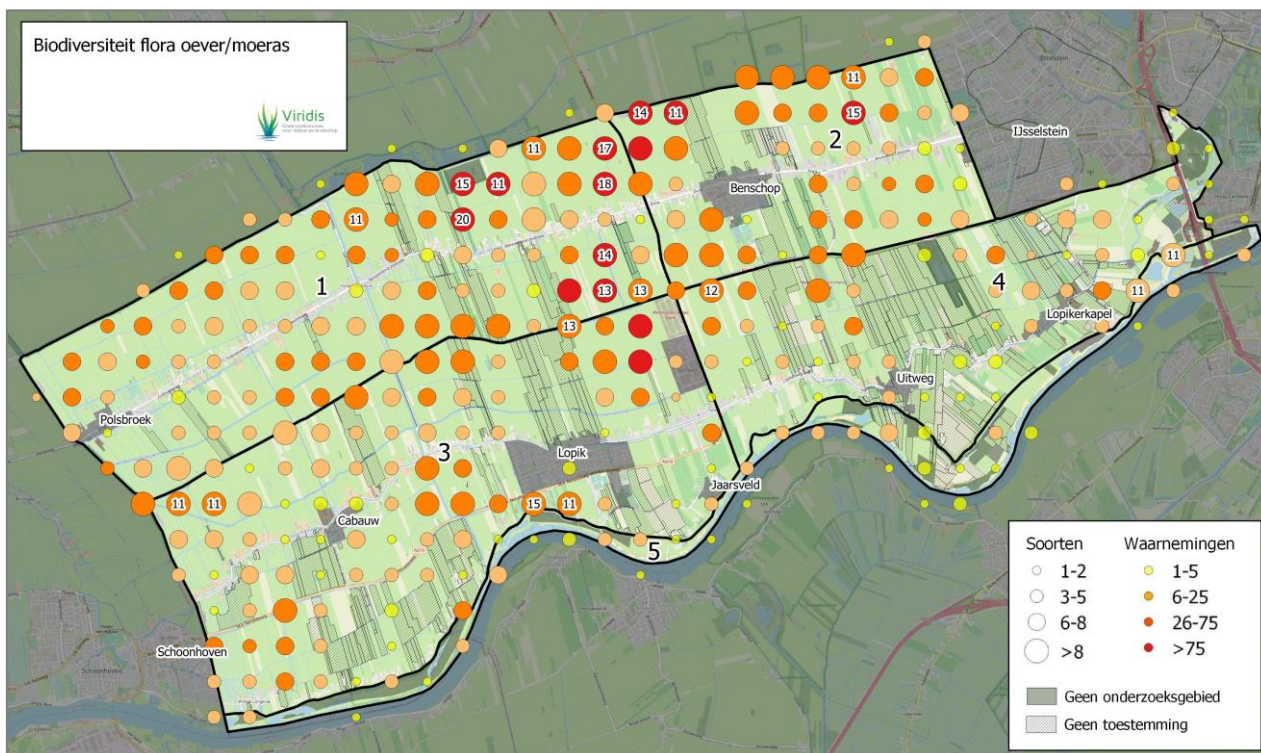 Biodiversiteit flora oever/moeras
Viridis
11
14 11
15 2
IJsselstein
11 17
15 11 18
Benschop
11 20
14
11
1
13 13
12
4
11
Lopikerkapel
13
Uitweg
Polsbroek
3
Lopik
Jaarsveld
11 11
15 11
Cabauw
5
Schoonhoven
Soorten
1-2
3-5
6-8
>8
Waarnemingen
1-5
6-25
26-75
>75
Geen onderzoeksgebied
Geen toestemming